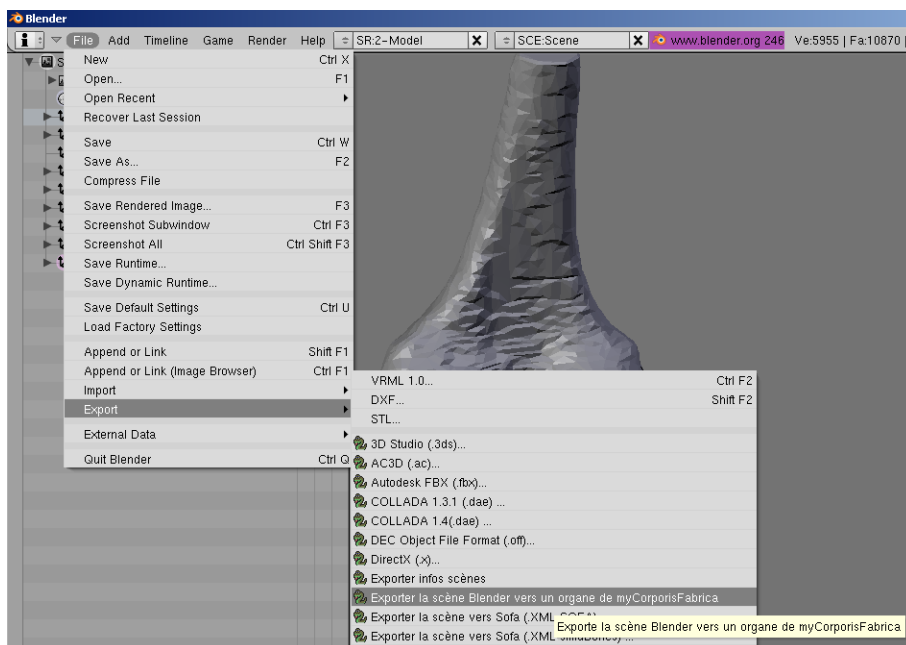 Blender
File Add Timeline Game Render Help SR:2-Model X SCE:Scene X www.blender.org 246 Ve:5955 | Fa:10870 |
New Ctrl X
Open... F1
Open Recent
Recover Last Session
Save Ctrl W
Save As... F2
Compress File
Save Rendered Image... F3
Screenshot Subwindow Ctrl F3
Screenshot All Ctrl Shift F3
Save Runtime...
Save Dynamic Runtime...
Save Default Settings Ctrl U
Load Factory Settings
Append or Link Shift F1
Append or Link (Image Browser) Ctrl F1
Import
Export
External Data
Quit Blender Ctrl Q
VRML 1.0... Ctrl F2
DXF... Shift F2
STL...
3D Studio (.3ds)...
AC3D (.ac)...
Autodesk FBX (.fbx)...
COLLADA 1.3.1 (.dae) ...
COLLADA 1.4(.dae) ...
DEC Object File Format (.off)...
DirectX (.x)...
Exporter infos scènes
Exporter la scène Blender vers un organe de myCorporisFabrica
Exporter la scène vers Sofa (.XML
Exporte la scène Blender vers un organe de myCorporisFabrica
Exporter la scène vers Sofa (.XML